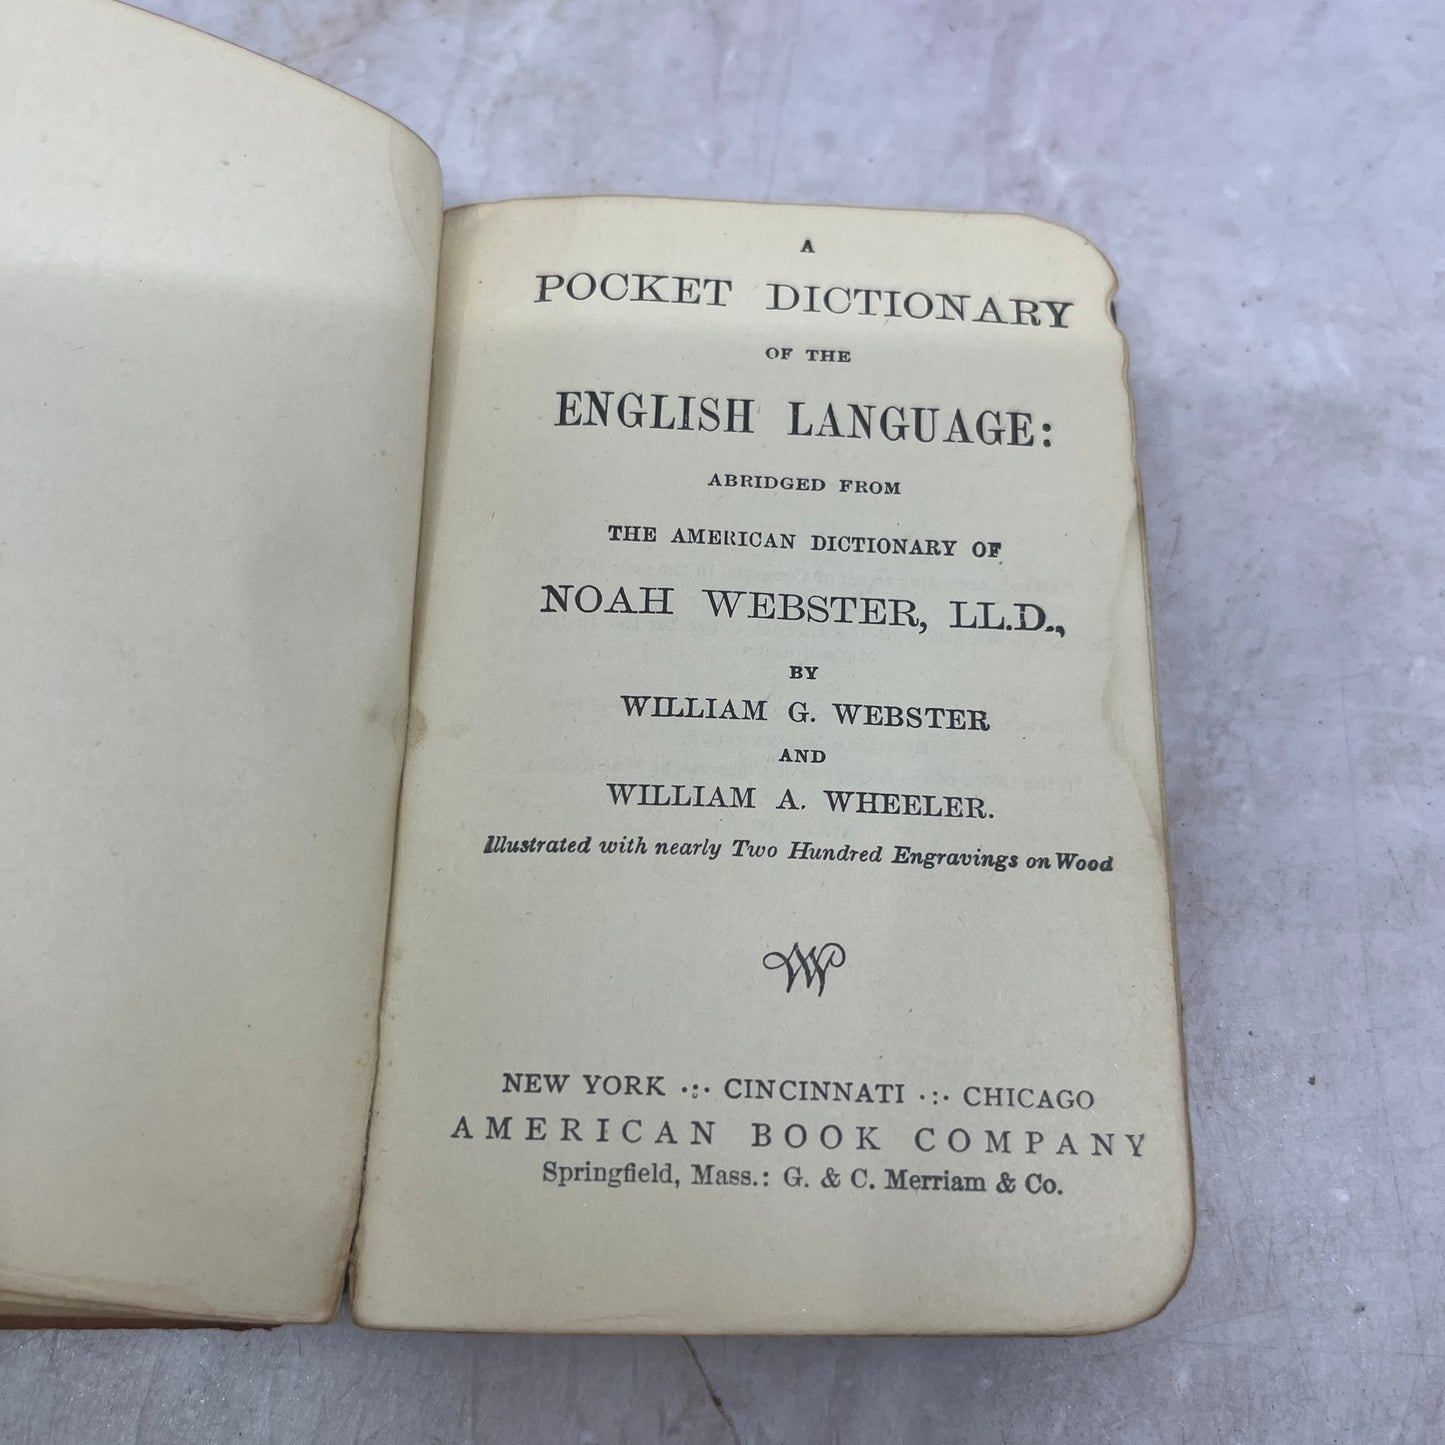 A
POCKET DICTIONARY
OF THE
ENGLISH LANGUAGE:
ABRIDGED FROM
THE AMERICAN DICTIONARY OF
NOAH WEBSTER, LL.D.,
BY
WILLIAM G. WEBSTER
AND
WILLIAM A. WHEELER.
Illustrated with nearly Two Hundred Engravings on Wood
W
NEW YORK ·:· CINCINNATI ·:· CHICAGO
AMERICAN BOOK COMPANY
Springfield, Mass.: G. & C. Merriam & Co.